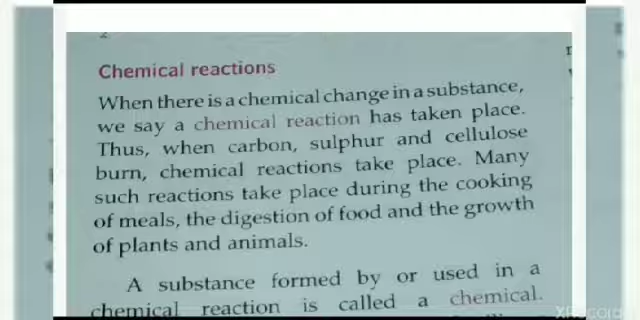 Chemical reactions
When there is a chemical change in a substance,
we say a chemical reaction has taken place.
Thus, when carbon, sulphur and cellulose
burn, chemical reactions take place. Many
such reactions take place during the cooking
of meals, the digestion of food and the growth
of plants and animals.
A substance formed by or used in a
chemical reaction is called a chemical.